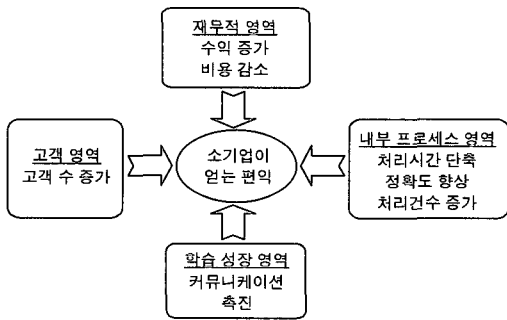 재무적 영역
수익 증가
비용 감소
고객 영역
고객 수 증가
소기업이
얻는 편익
내부 프로세스 영역
처리시간 단축
정확도 향상
처리건수 증가
학습 성장 영역
커뮤니케이션
촉진